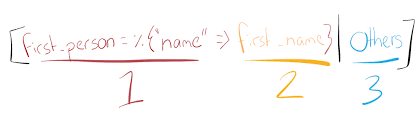 [first_person = %{"name" => first_name} | Others]
1 2 3